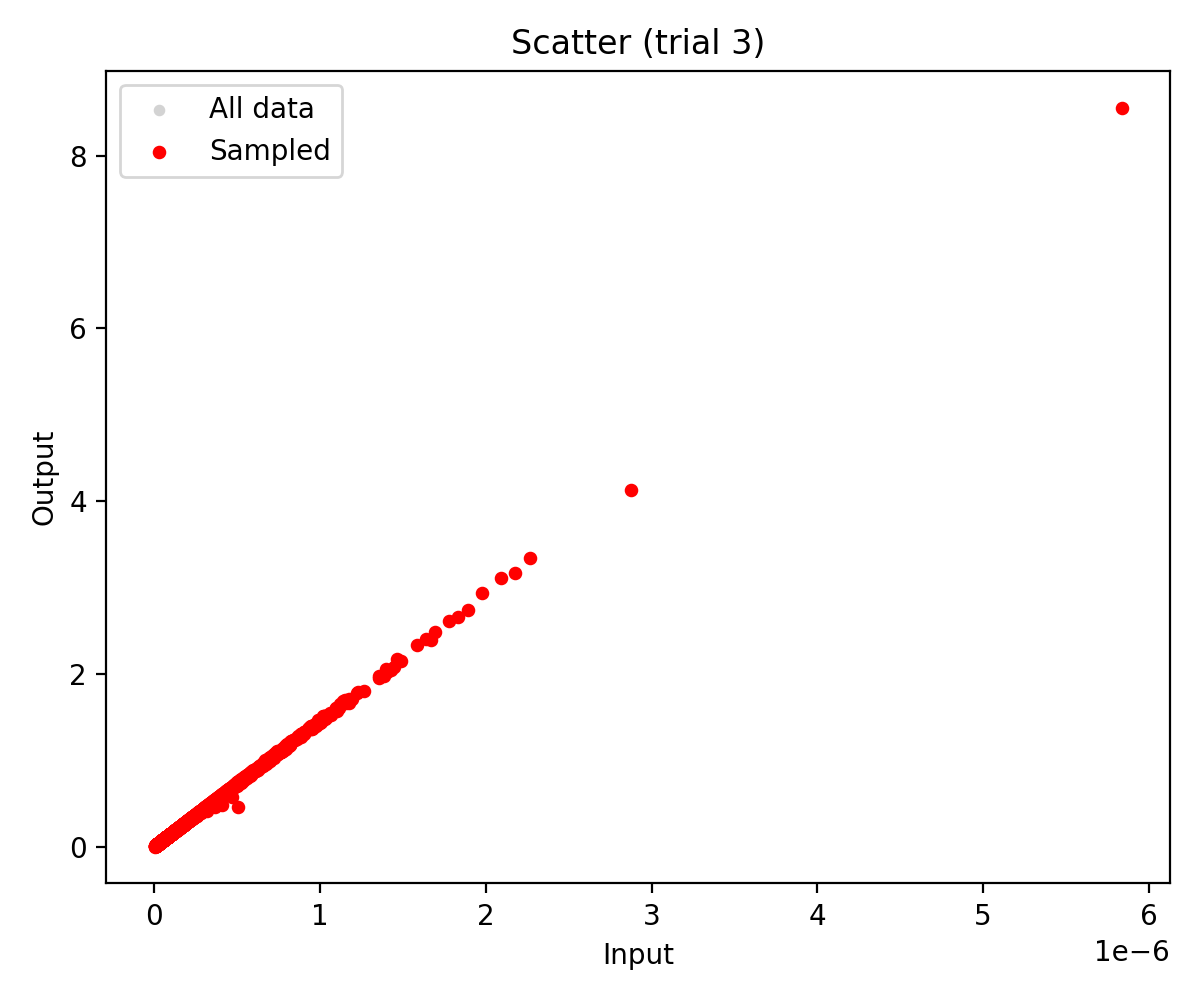 Scatter (trial 3)
All data
Sampled
8
6
4
2
0
Output
0 1 2 3 4 5 6
1e−6
Input